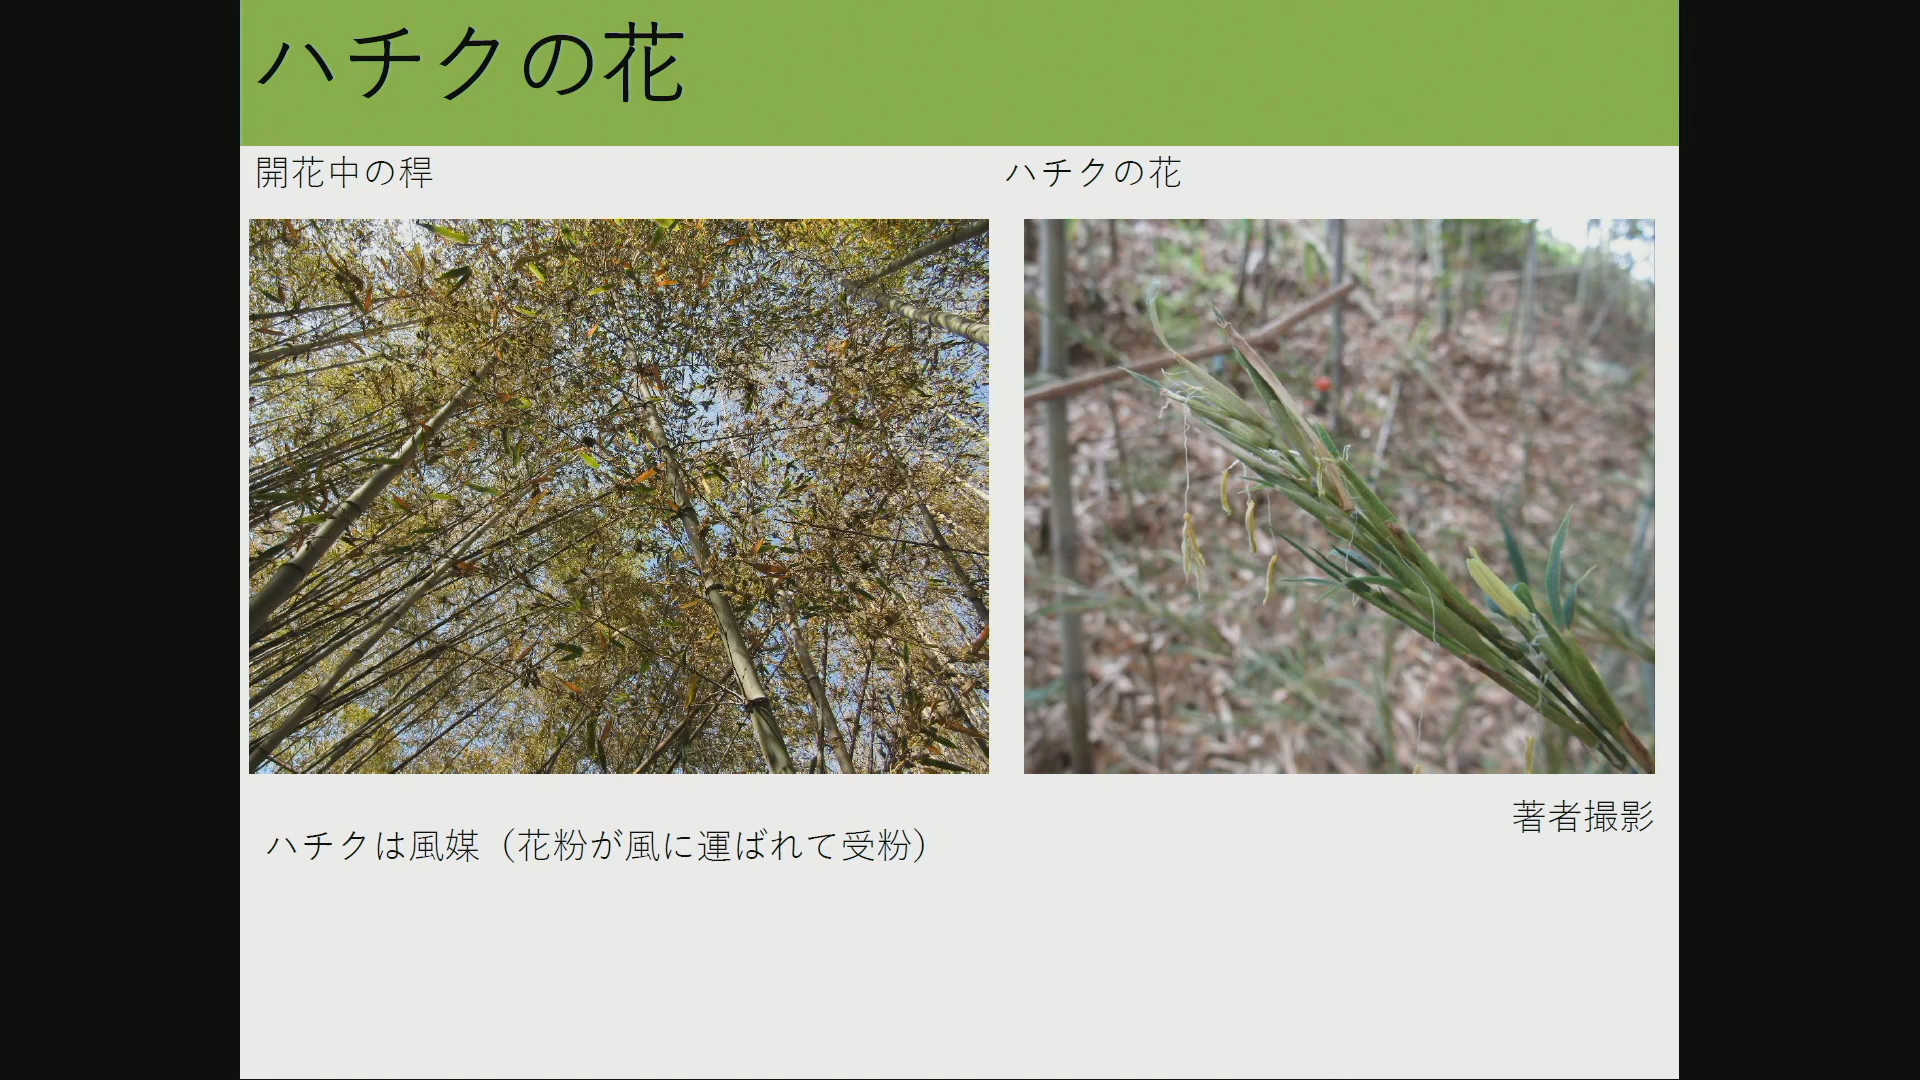 ハチクの花
開花中の稈
ハチクの花
著者撮影
ハチクは風媒（花粉が風に運ばれて受粉）